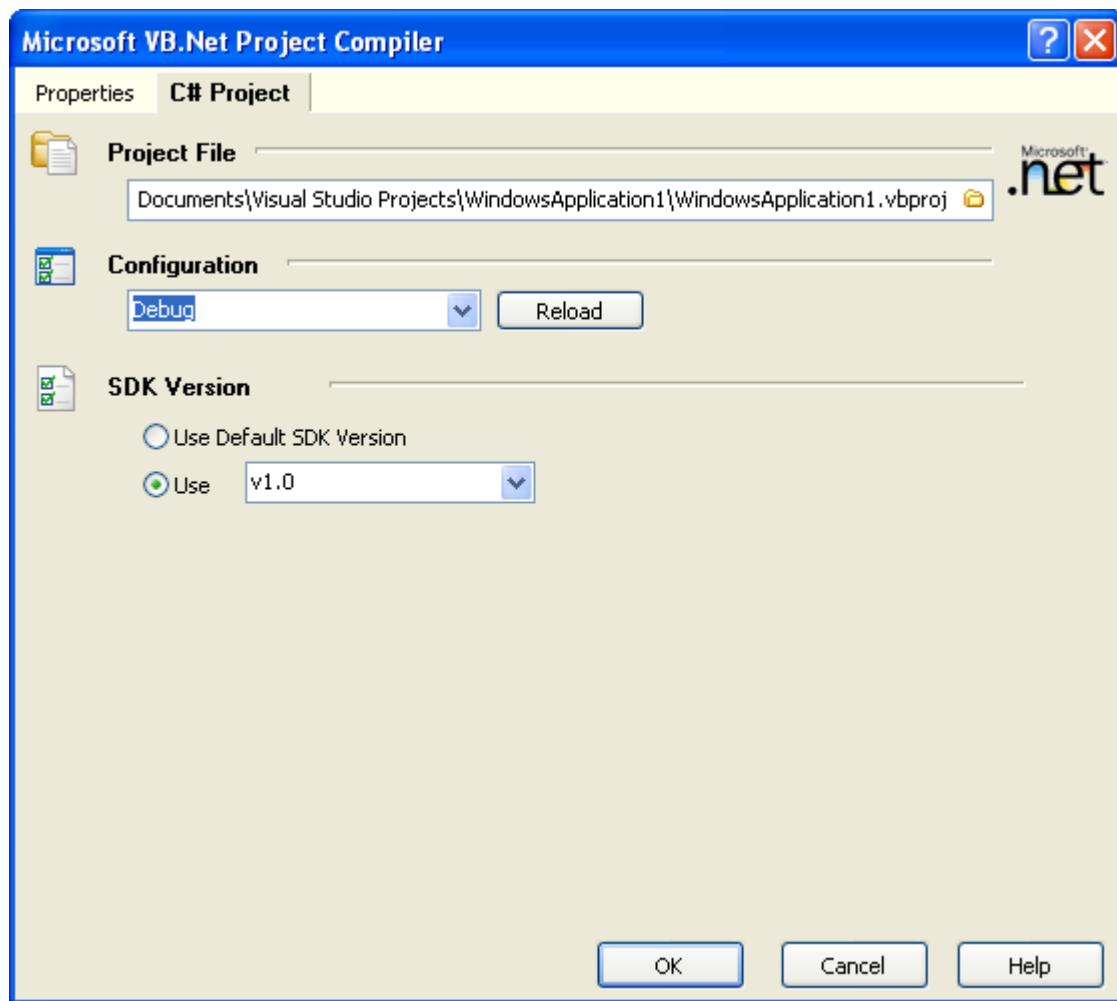 Microsoft VB.Net Project Compiler
Properties C# Project
Project File
Microsoft
.net
Documents\Visual Studio Projects\WindowsApplication1\WindowsApplication1.vbproj
Configuration
Debug Reload
SDK Version
Use Default SDK Version
Use v1.0
OK Cancel Help